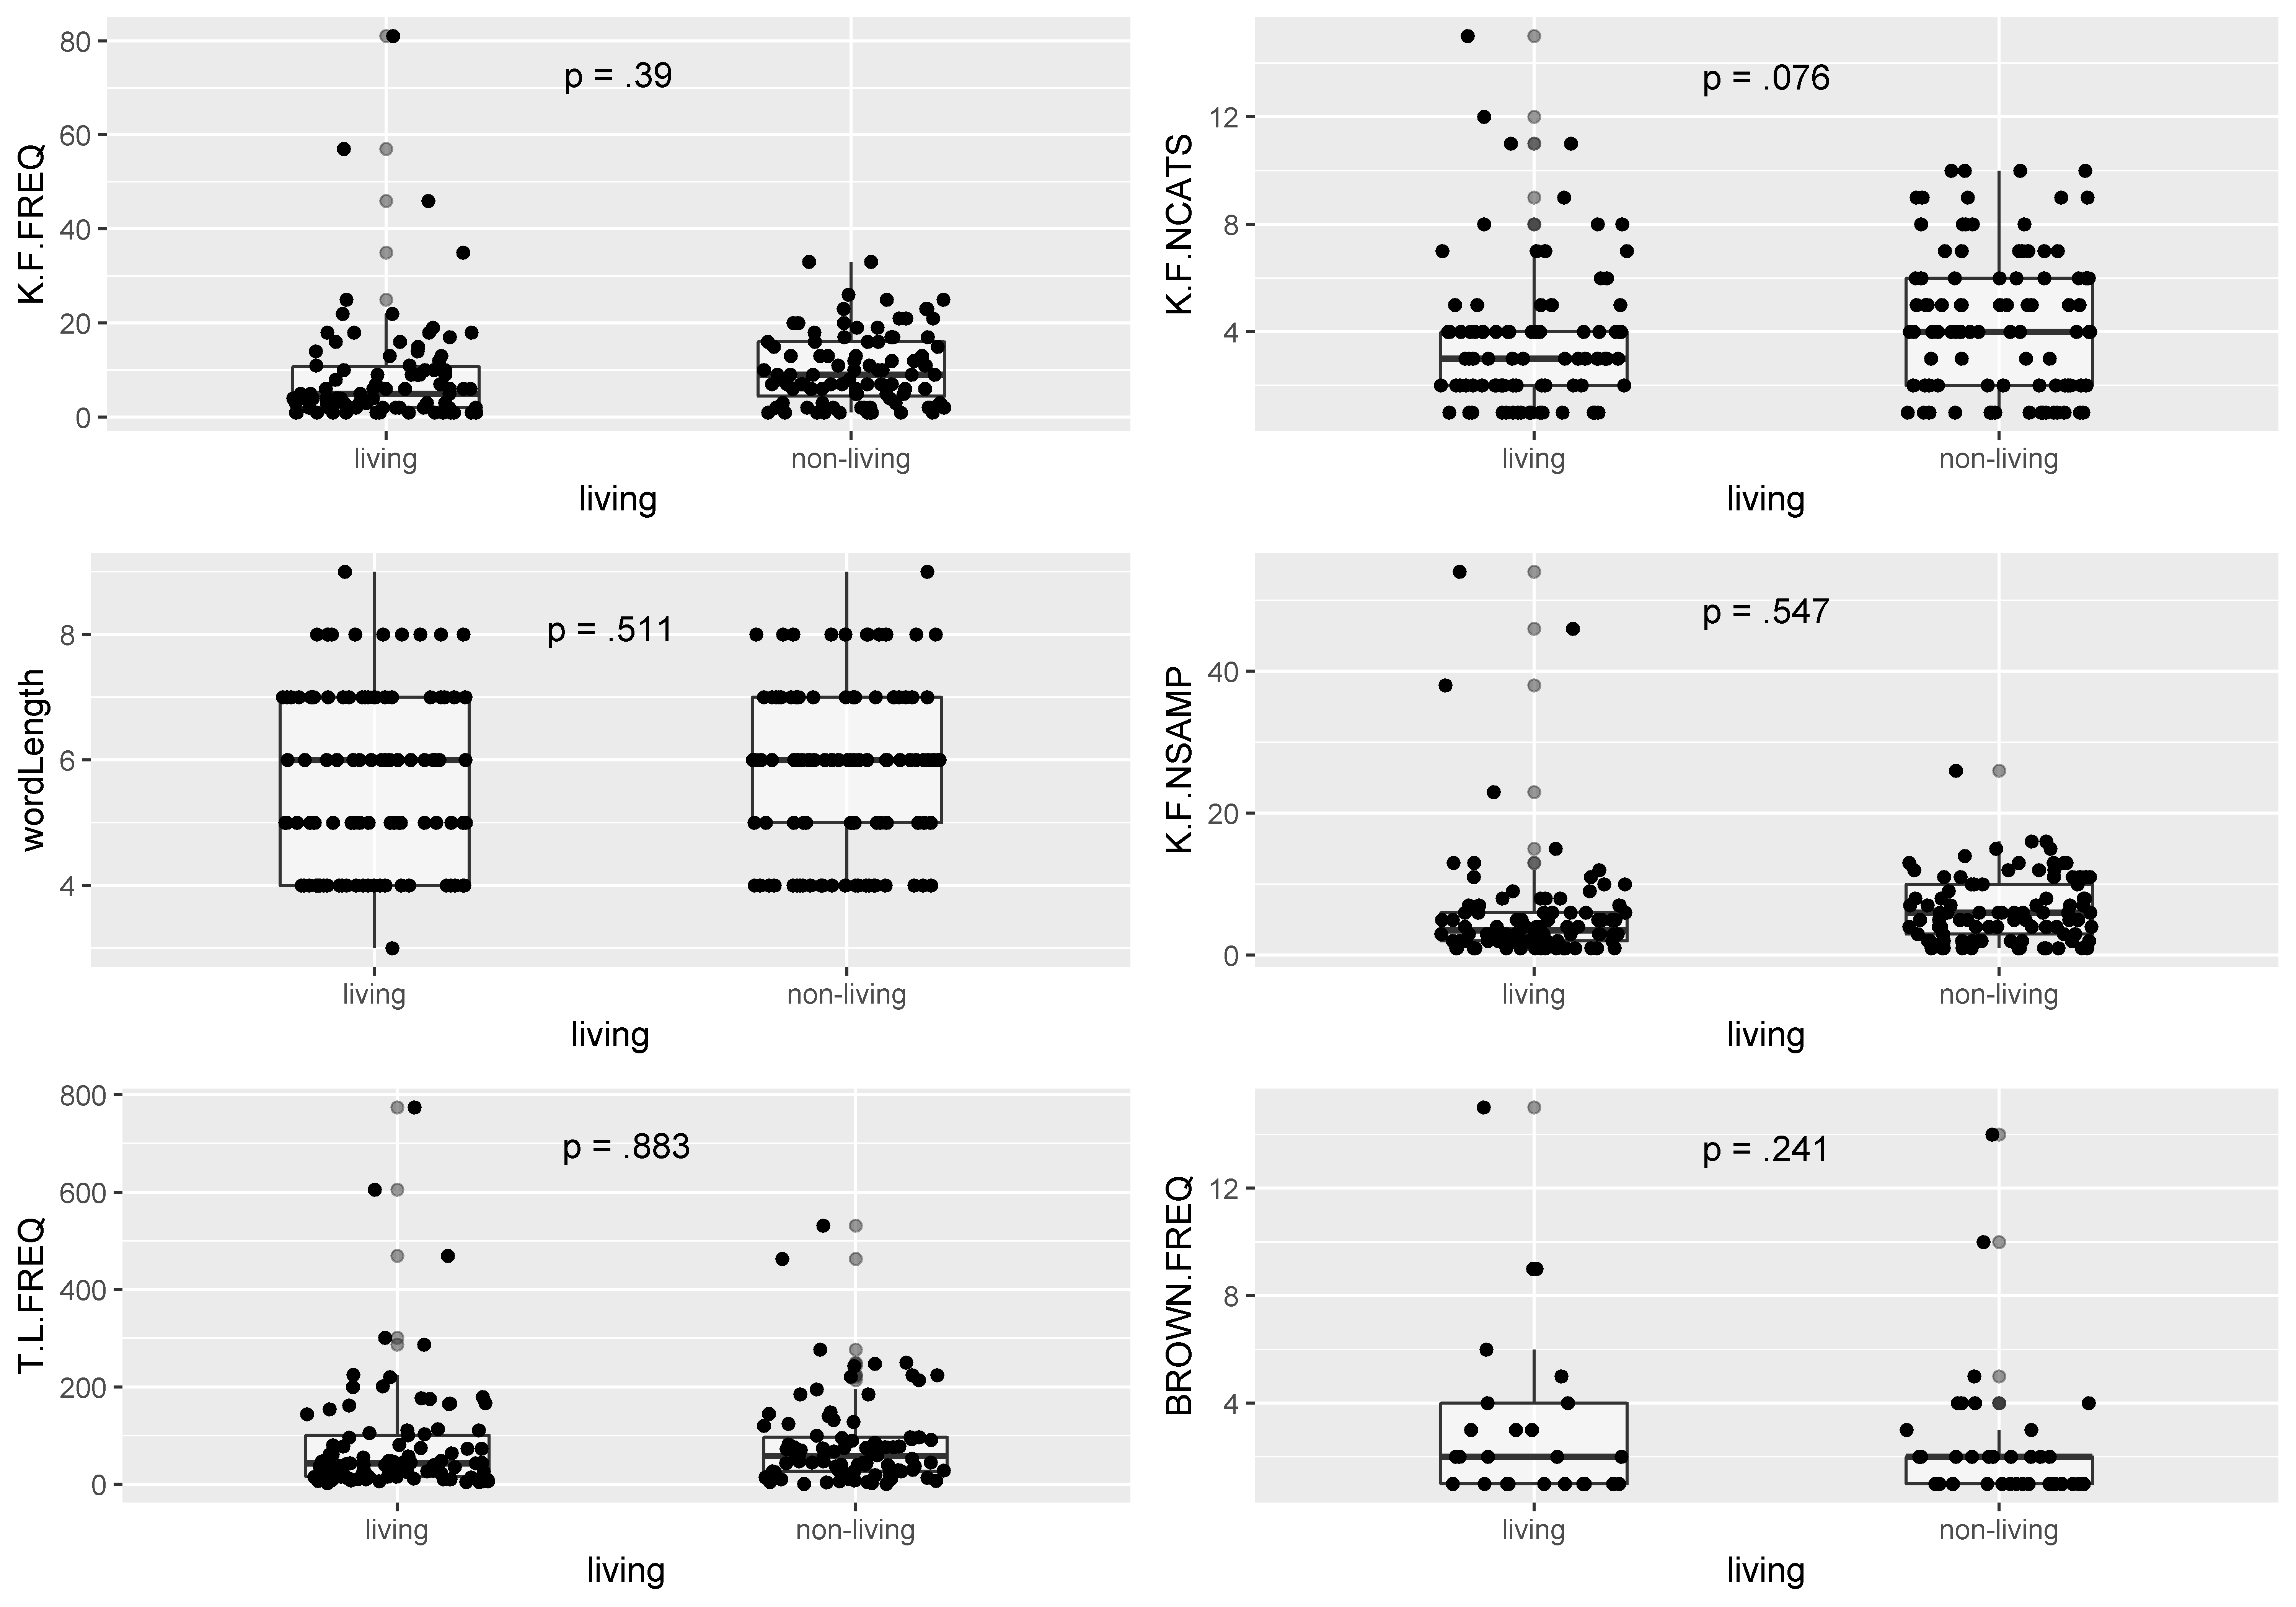 K.F.FREQ
80
60
40
20
0
p = .39
living
non-living
living
K.F.NCATS
12
8
4
p = .076
living
non-living
living
wordLength
8
6
4
p = .511
living
non-living
living
K.F.NSAMP
40
20
0
p = .547
living
non-living
living
T.L.FREQ
800
600
400
200
0
p = .883
living
non-living
living
BROWN.FREQ
12
8
4
p = .241
living
non-living
living